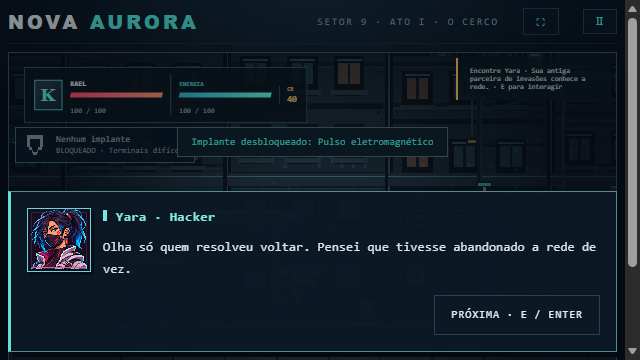 NOVA AURORA
SETOR 9 · ATO I · O CERCO
II
K
KAEL
100 / 100
ENERGIA
100 / 100
CR
40
Encontre Yara · Sua antiga
parceira de invasões conhece a
rede. · E para interagir
Nenhum implante
BLOQUEADO · Terminais difíc
Implante desbloqueado: Pulso eletromagnético
Yara · Hacker
Olha só quem resolveu voltar. Pensei que tivesse abandonado a rede de
vez.
PRÓXIMA · E / ENTER